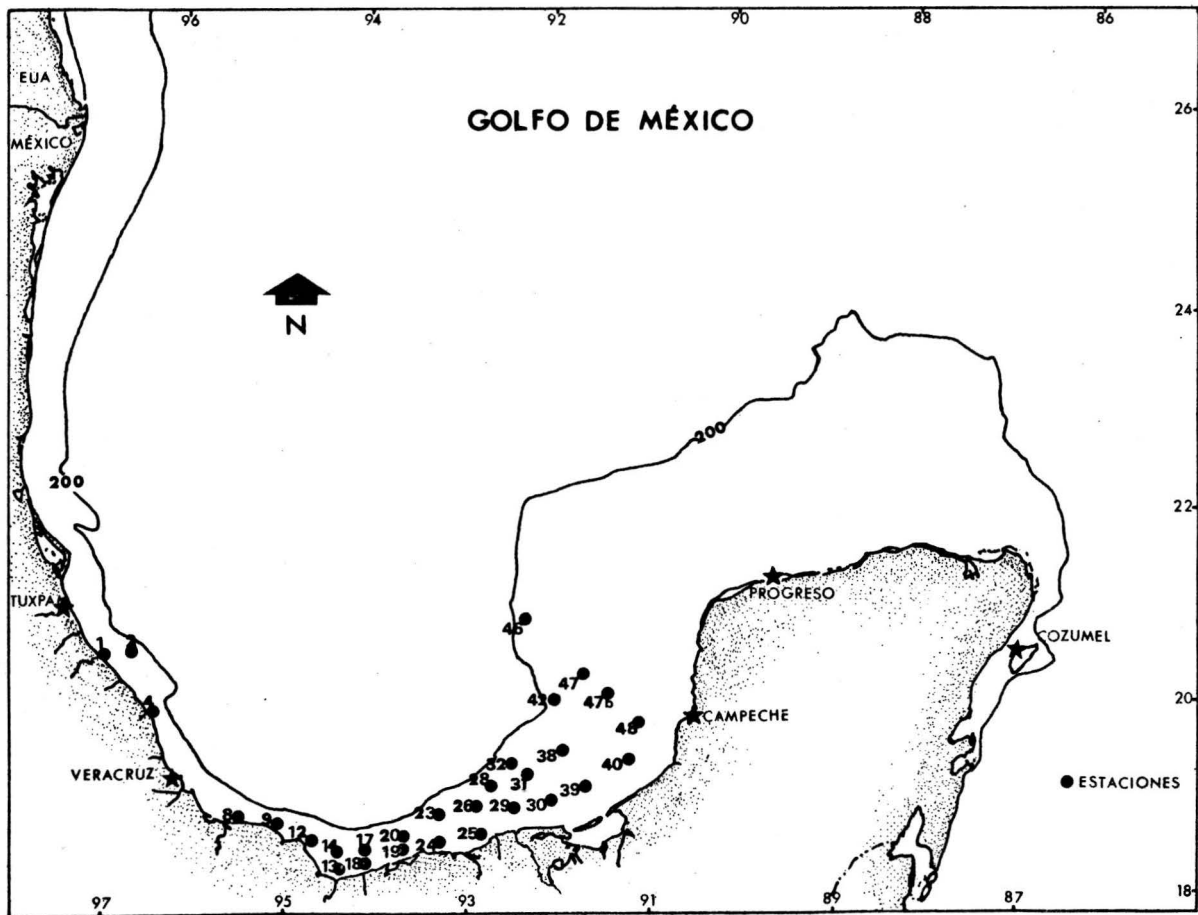 96 94 92 90 88 86
EUA
26
GOLFO DE MÉXICO
MÉXICO
24
N
200
200
22
TUXPAN
PROGRESO
46
1 2
COZUMEL
47
43 47b
20
4
48 CAMPECHE
38
VERACRUZ
32 40
28 31 39
ESTACIONES
26 29 30
8 9 23
12 20 25
14 17 19 24
13 18
18
97 95 93 91 89 87